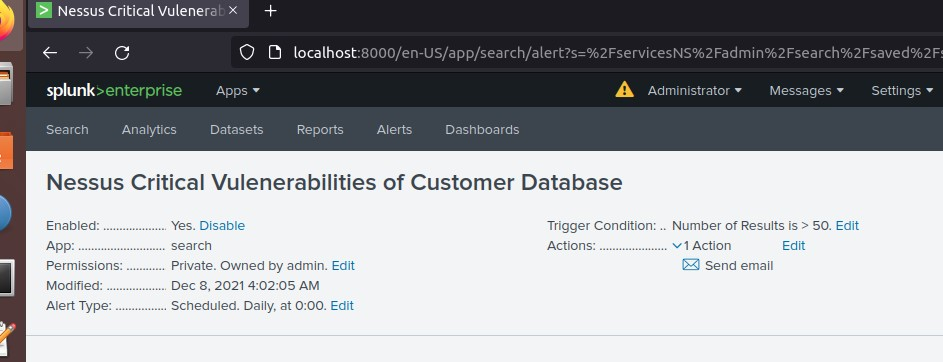 Nessus Critical Vulenerab
localhost:8000/en-US/app/search/alert?s=%2FservicesNS%2Fadmin%2Fsearch%2Fsaved%2Fs
splunk>enterprise Apps Administrator Messages Settings
Search Analytics Datasets Reports Alerts Dashboards
Nessus Critical Vulenerabilities of Customer Database
Enabled: .................... Yes. Disable
App: ............................ search
Permissions: ............ Private. Owned by admin. Edit
Modified: ................... Dec 8, 2021 4:02:05 AM
Alert Type: ................ Scheduled. Daily, at 0:00. Edit
Trigger Condition: .. Number of Results is > 50. Edit
Actions: ..................... 1 Action Edit
Send email